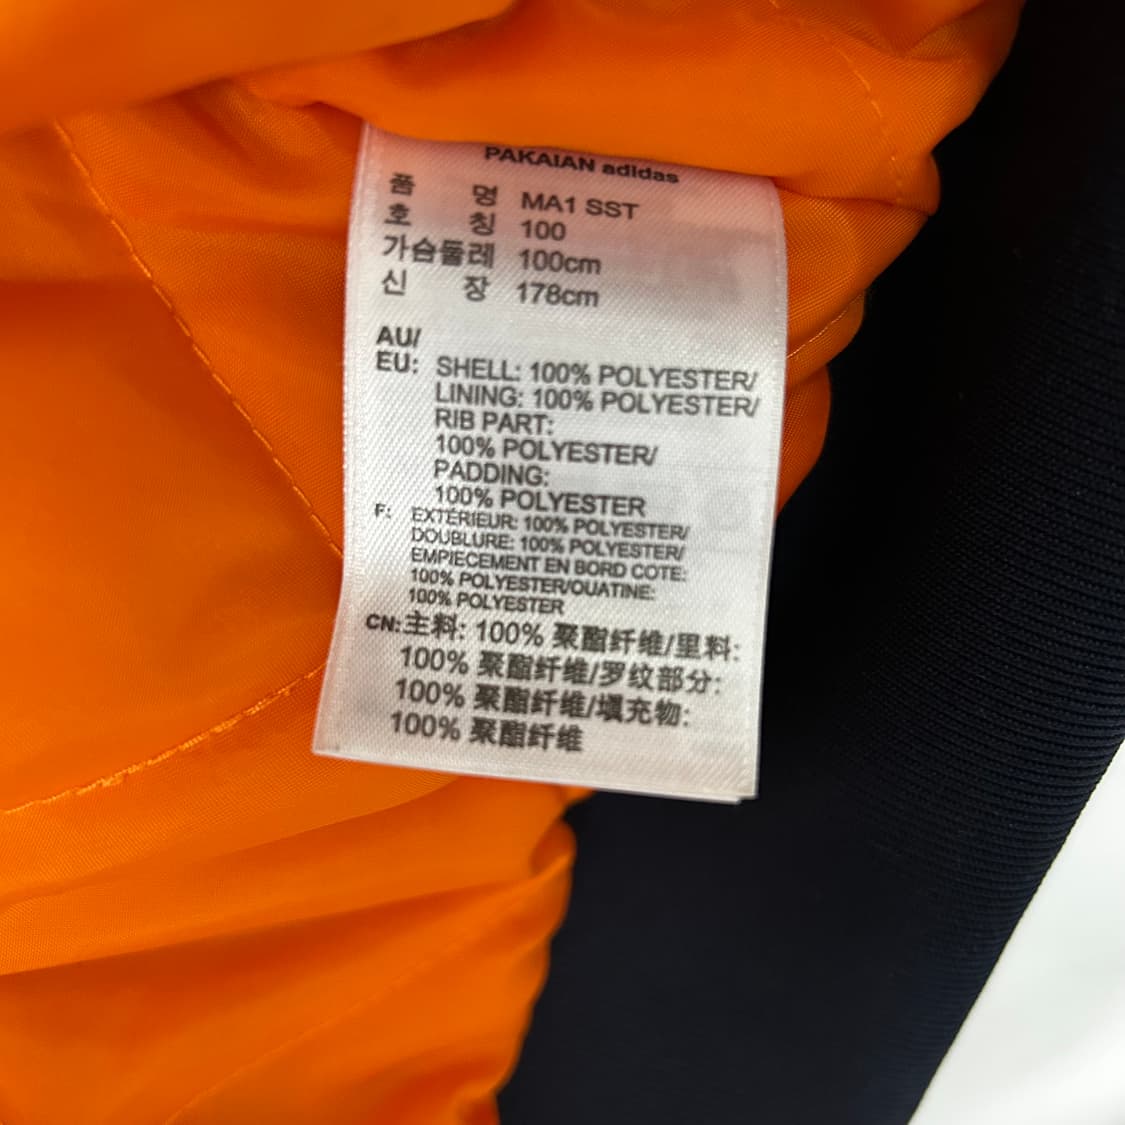 PAKAIAN adidas
품 명 MA1 SST
호 칭 100
가슴둘레 100cm
신 장 178cm
AU/
EU: SHELL: 100% POLYESTER/
LINING: 100% POLYESTER/
RIB PART:
100% POLYESTER/
PADDING:
100% POLYESTER
F: EXTÉRIEUR: 100% POLYESTER/
DOUBLURE: 100% POLYESTER/
EMPIECEMENT EN BORD COTE:
100% POLYESTER/OUATINE:
100% POLYESTER
CN:主料: 100% 聚酯纤维/里料:
100% 聚酯纤维/罗纹部分:
100% 聚酯纤维/填充物:
100% 聚酯纤维